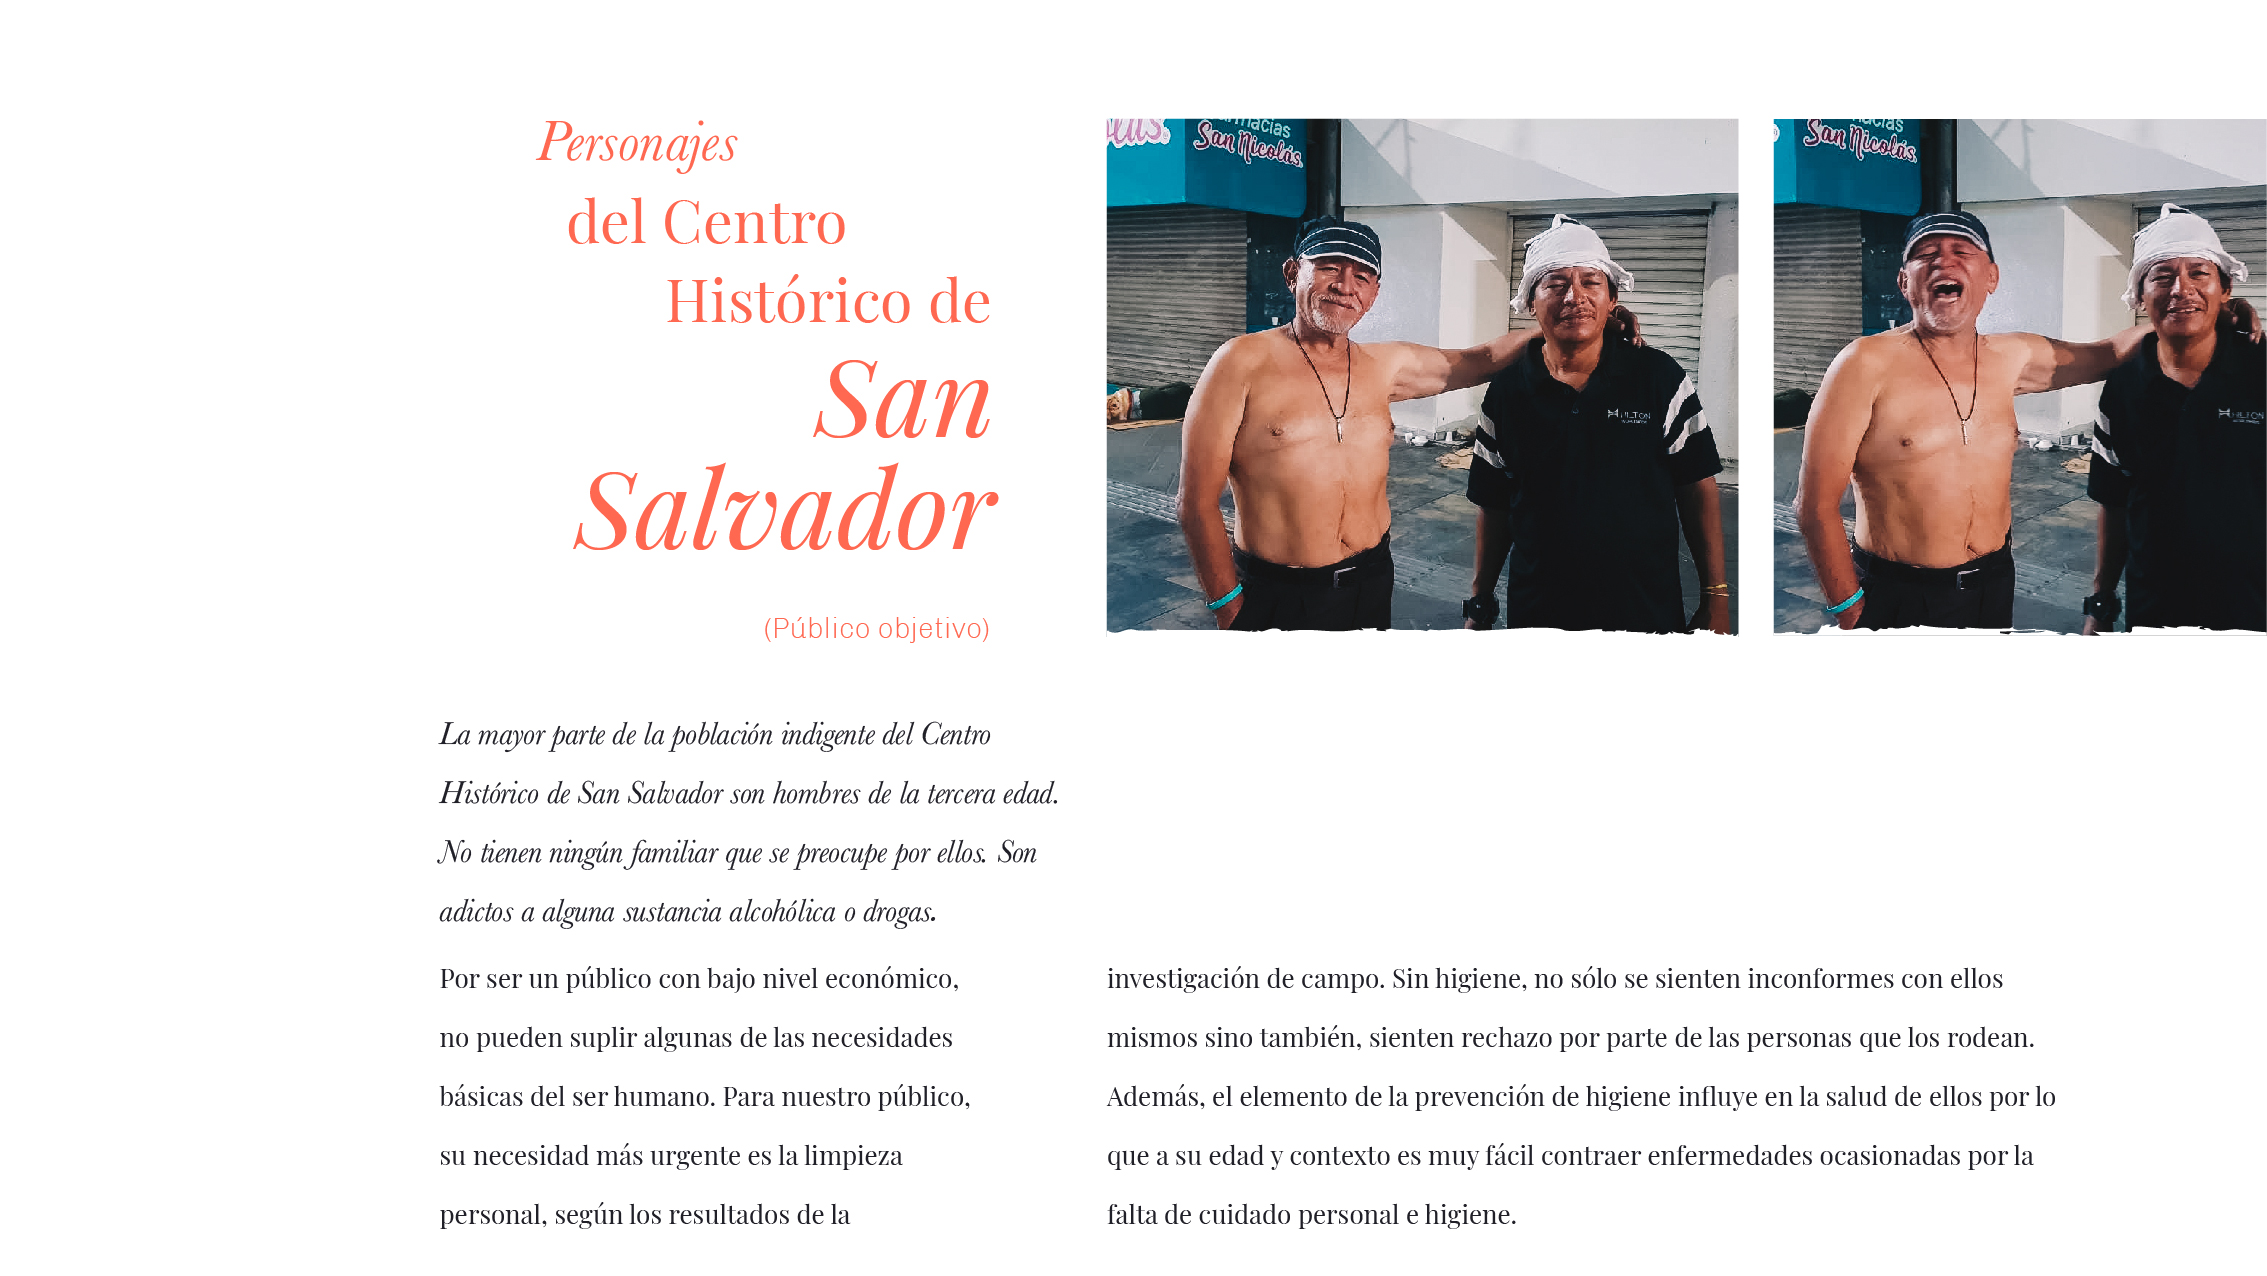 Personajes
del Centro
Histórico de
San
Salvador
(Público objetivo)
San Nicolás
San Nicolás
La mayor parte de la población indigente del Centro
Histórico de San Salvador son hombres de la tercera edad.
No tienen ningún familiar que se preocupe por ellos. Son
adictos a alguna sustancia alcohólica o drogas.
Por ser un público con bajo nivel económico,
no pueden suplir algunas de las necesidades
básicas del ser humano. Para nuestro público,
su necesidad más urgente es la limpieza
personal, según los resultados de la
investigación de campo. Sin higiene, no sólo se sienten inconformes con ellos
mismos sino también, sienten rechazo por parte de las personas que los rodean.
Además, el elemento de la prevención de higiene influye en la salud de ellos por lo
que a su edad y contexto es muy fácil contraer enfermedades ocasionadas por la
falta de cuidado personal e higiene.